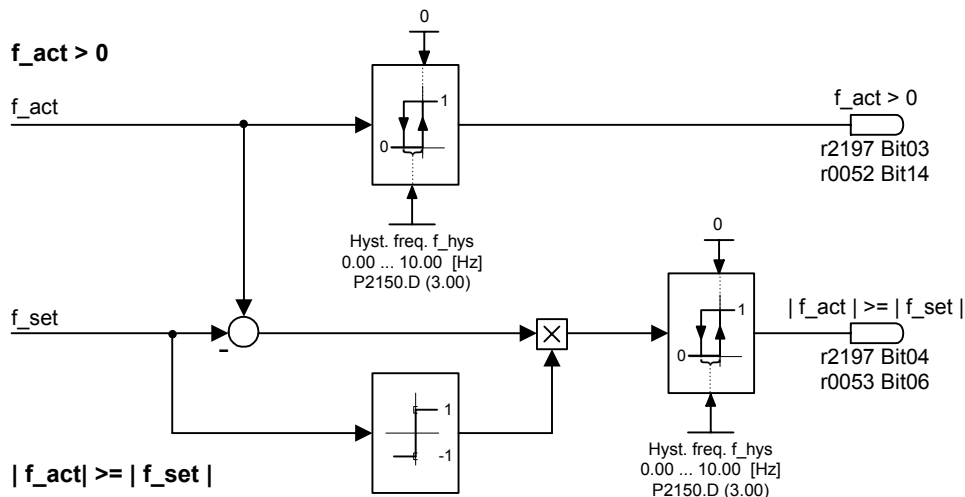 0
f_act > 0
f_act
1
0
f_act > 0
r2197 Bit03
r0052 Bit14
Hyst. freq. f_hys
0.00 ... 10.00 [Hz]
P2150.D (3.00)
0
f_set
-
1
0
| f_act | >= | f_set |
r2197 Bit04
r0053 Bit06
1
-1
Hyst. freq. f_hys
0.00 ... 10.00 [Hz]
P2150.D (3.00)
| f_act| >= | f_set |